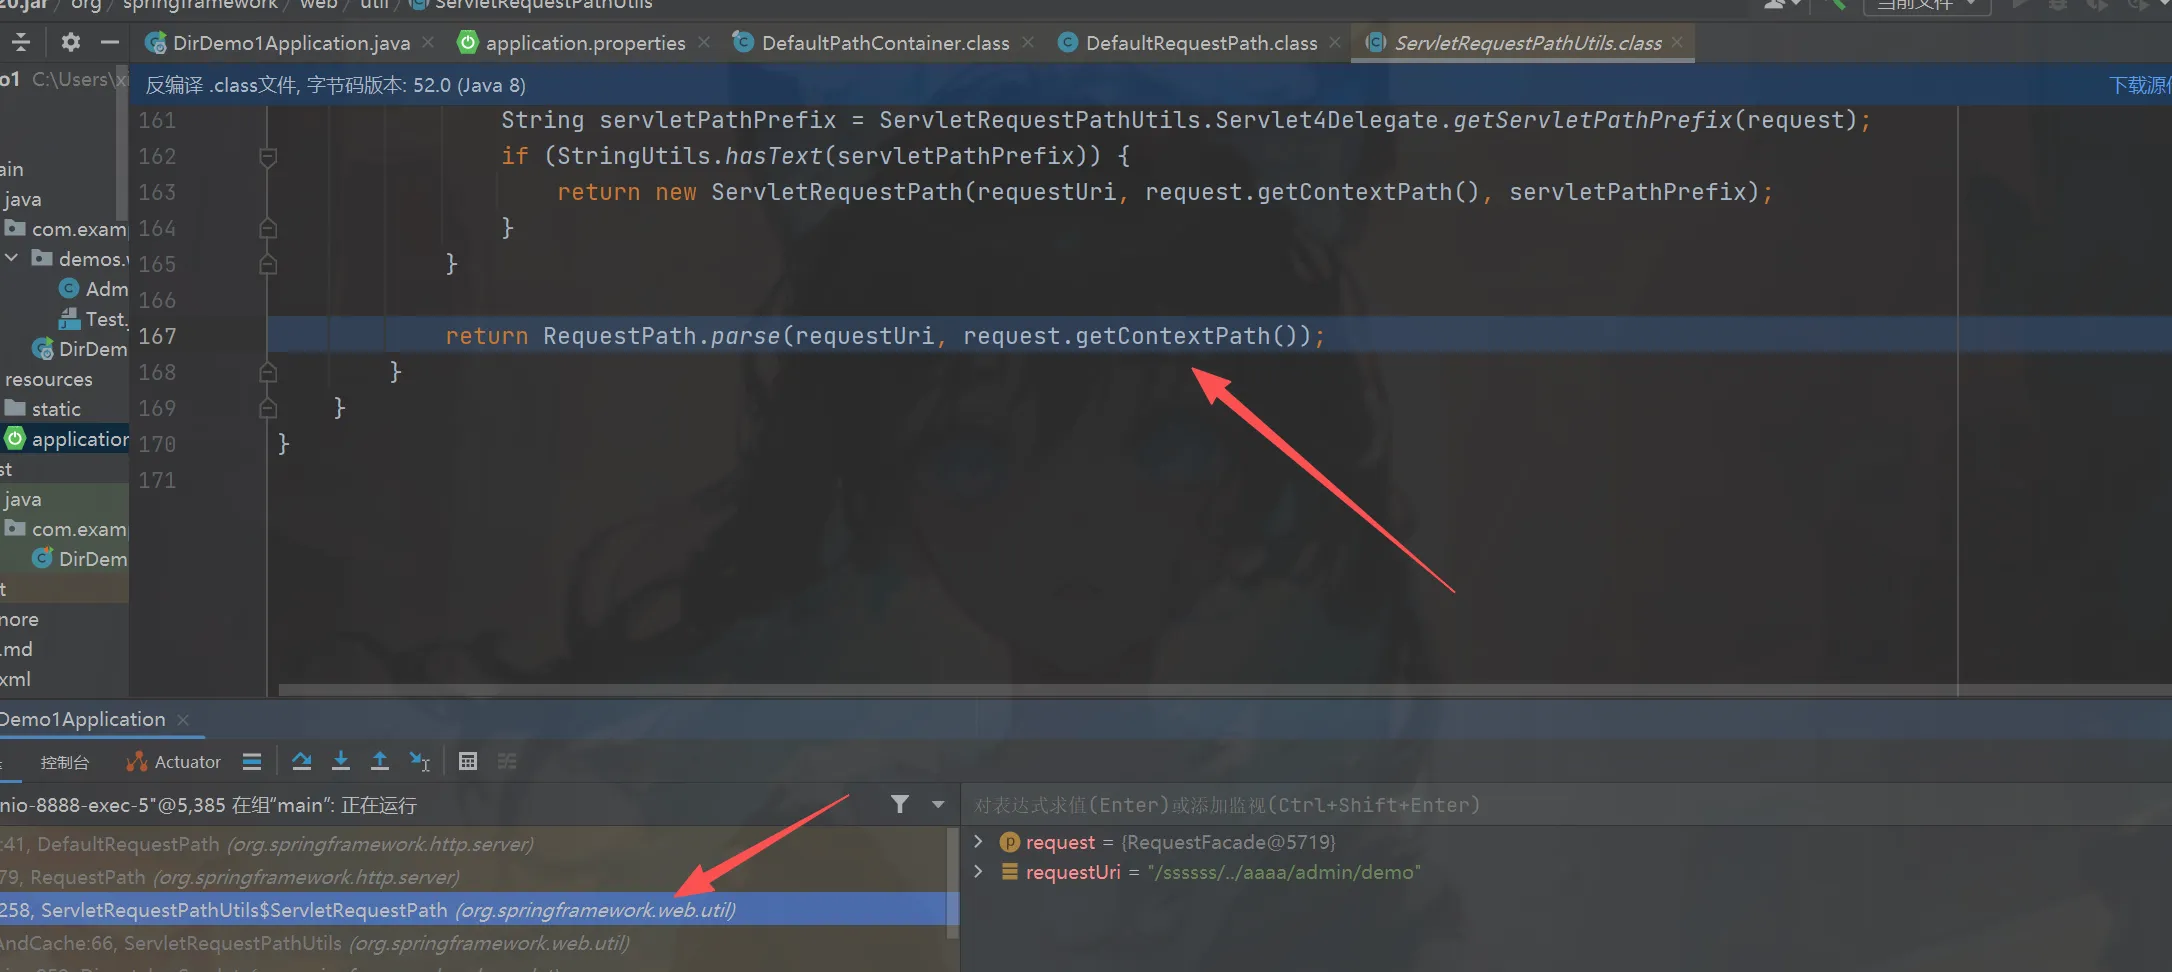 20.jar / org / springframework / web / util / ServletRequestPathUtils
当前文件
DirDemo1Application.java × application.properties × DefaultPathContainer.class × DefaultRequestPath.class × ServletRequestPathUtils.class ×
o1 C:\Users\xi
反编译 .class文件, 字节码版本: 52.0 (Java 8) 下载源
ain
java
com.exam
demos.
Adm
Test.
DirDem
resources
static
application
st
java
com.exam
DirDem
t
nore
.md
xml
161 String servletPathPrefix = ServletRequestPathUtils.Servlet4Delegate.getServletPathPrefix(request);
162 if (StringUtils.hasText(servletPathPrefix)) {
163 return new ServletRequestPath(requestUri, request.getContextPath(), servletPathPrefix);
164 }
165 }
166
167 return RequestPath.parse(requestUri, request.getContextPath());
168 }
169 }
170 }
171
Demo1Application ×
控制台 Actuator
nio-8888-exec-5"@5,385 在组"main": 正在运行
:41, DefaultRequestPath (org.springframework.http.server)
79, RequestPath (org.springframework.http.server)
258, ServletRequestPathUtils$ServletRequestPath (org.springframework.web.util)
AndCache:66, ServletRequestPathUtils (org.springframework.web.util)
对表达式求值(Enter)或添加监视(Ctrl+Shift+Enter)
request = {RequestFacade@5719}
requestUri = "/ssssss/../aaaa/admin/demo"